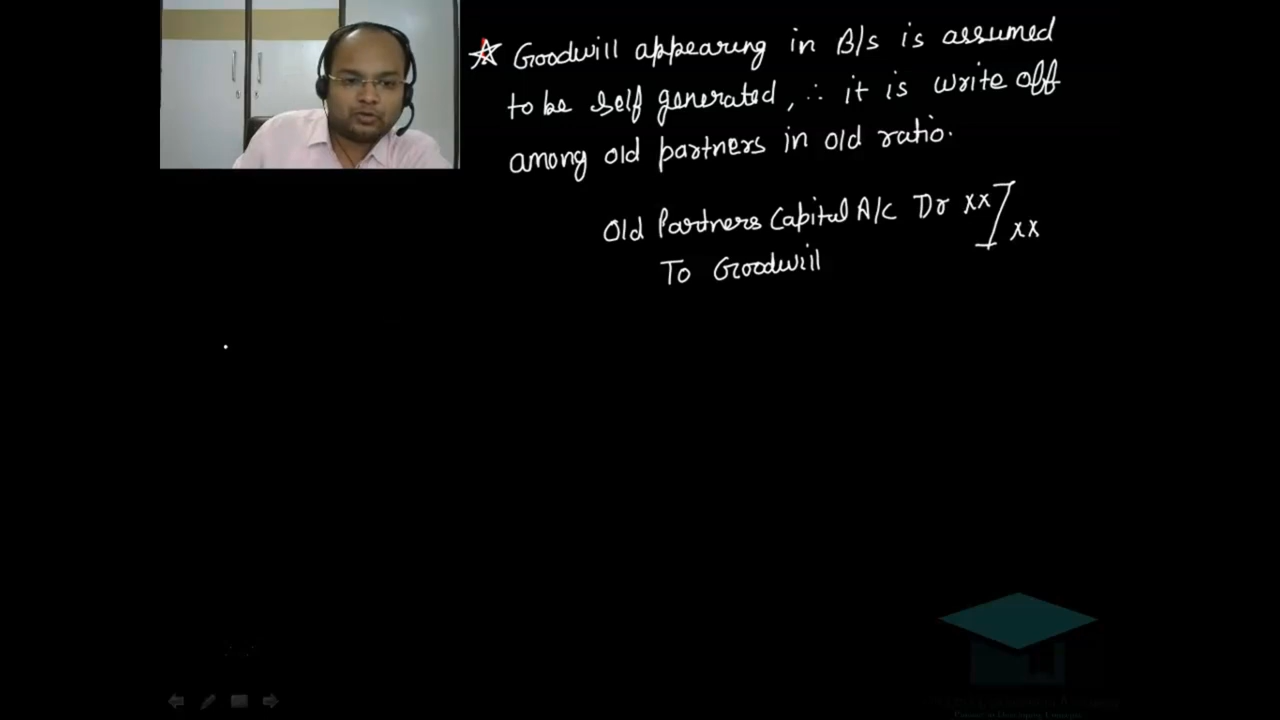 Goodwill appearing in B/s is assumed
to be self generated, ∴ it is write off
among old partners in old ratio.
Old Partners Capital A/c Dr xx
xx
To Goodwill